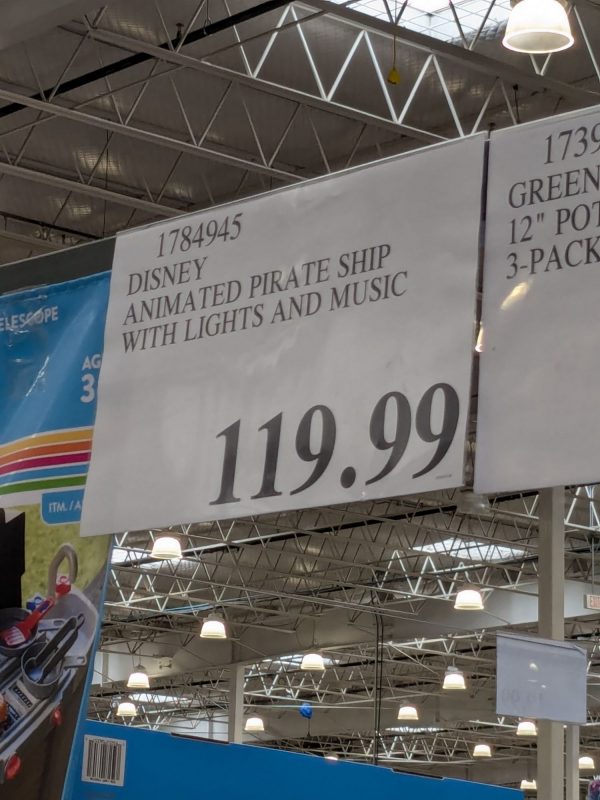 1784945
DISNEY
ANIMATED PIRATE SHIP
WITH LIGHTS AND MUSIC
119.99
1739
GREEN
12" POT
3-PACK
ELESCOPE
AG
3
ITM. / A